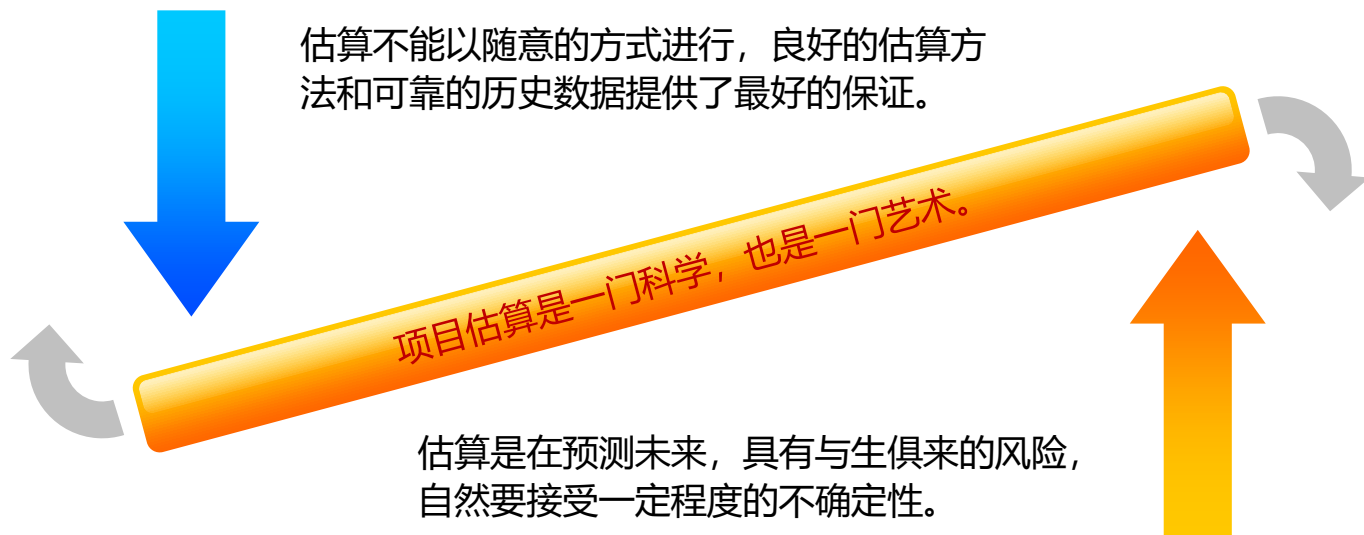 估算不能以随意的方式进行，良好的估算方
法和可靠的历史数据提供了最好的保证。
项目估算是一门科学，也是一门艺术。
估算是在预测未来，具有与生俱来的风险，
自然要接受一定程度的不确定性。